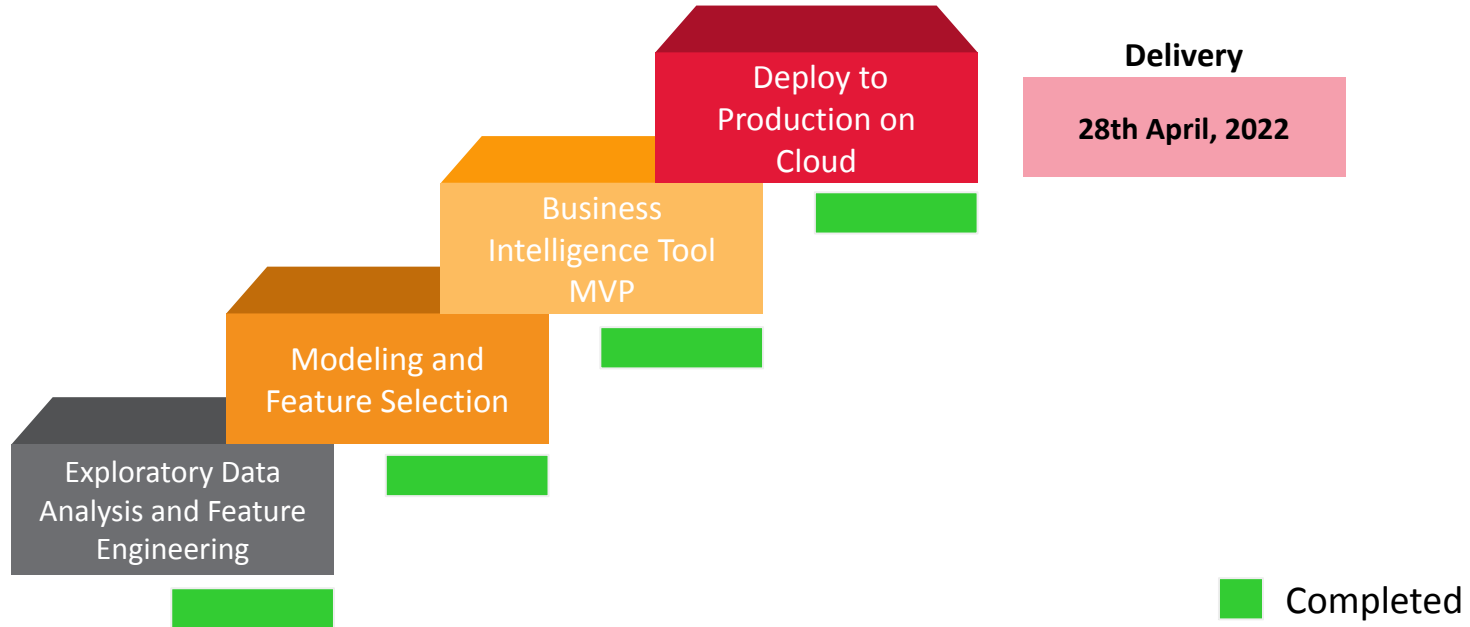 Deploy to
Production on
Cloud
Delivery
28th April, 2022
Business
Intelligence Tool
MVP
Modeling and
Feature Selection
Exploratory Data
Analysis and Feature
Engineering
Completed